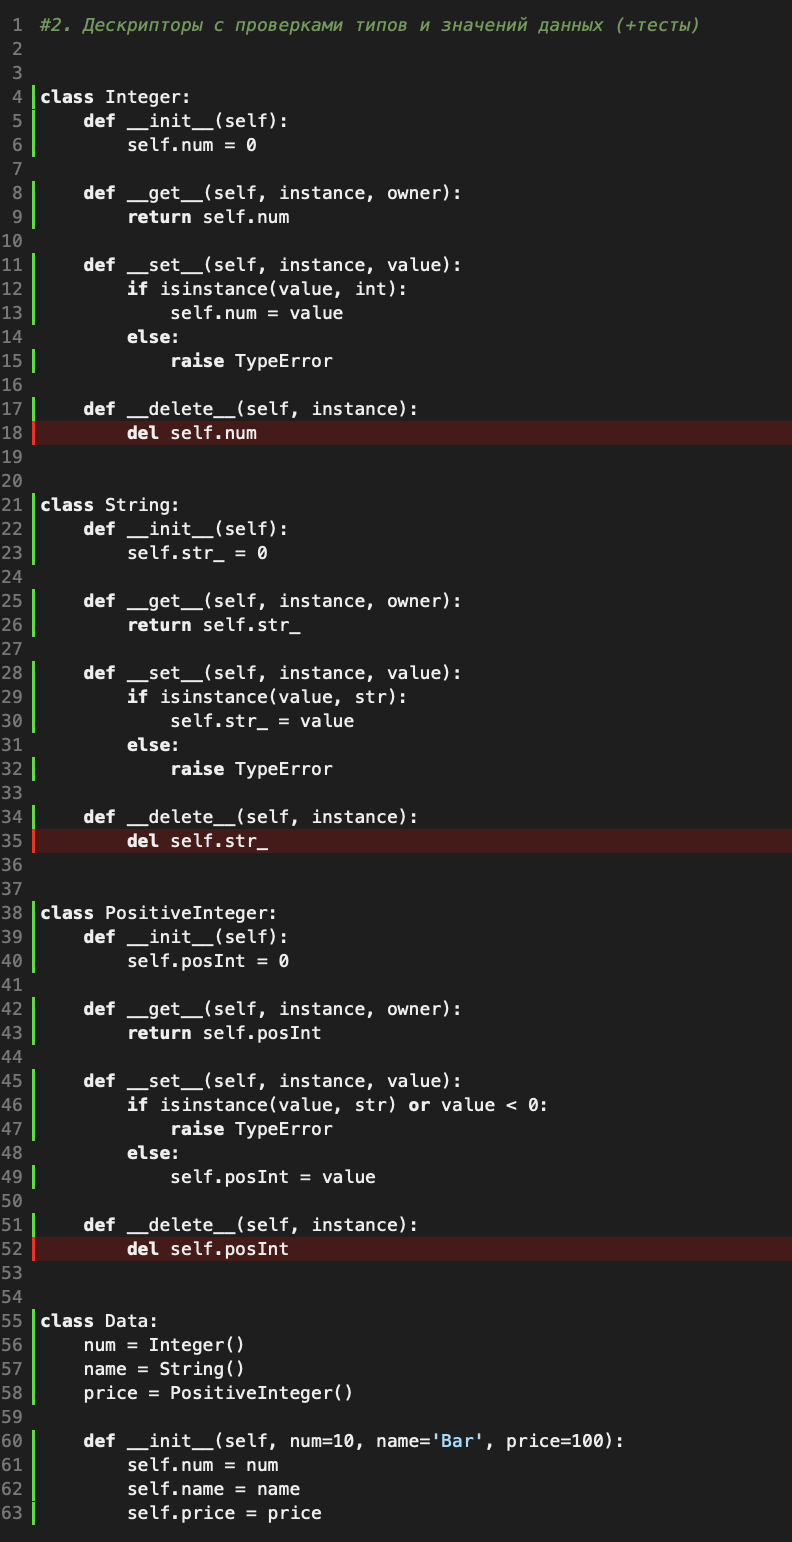 1 #2. Дескрипторы с проверками типов и значений данных (+тесты)
2
3
4 class Integer:
5     def __init__(self):
6         self.num = 0
7
8     def __get__(self, instance, owner):
9         return self.num
10
11     def __set__(self, instance, value):
12         if isinstance(value, int):
13             self.num = value
14         else:
15             raise TypeError
16
17     def __delete__(self, instance):
18         del self.num
19
20
21 class String:
22     def __init__(self):
23         self.str_ = 0
24
25     def __get__(self, instance, owner):
26         return self.str_
27
28     def __set__(self, instance, value):
29         if isinstance(value, str):
30             self.str_ = value
31         else:
32             raise TypeError
33
34     def __delete__(self, instance):
35         del self.str_
36
37
38 class PositiveInteger:
39     def __init__(self):
40         self.posInt = 0
41
42     def __get__(self, instance, owner):
43         return self.posInt
44
45     def __set__(self, instance, value):
46         if isinstance(value, str) or value < 0:
47             raise TypeError
48         else:
49             self.posInt = value
50
51     def __delete__(self, instance):
52         del self.posInt
53
54
55 class Data:
56     num = Integer()
57     name = String()
58     price = PositiveInteger()
59
60     def __init__(self, num=10, name='Bar', price=100):
61         self.num = num
62         self.name = name
63         self.price = price